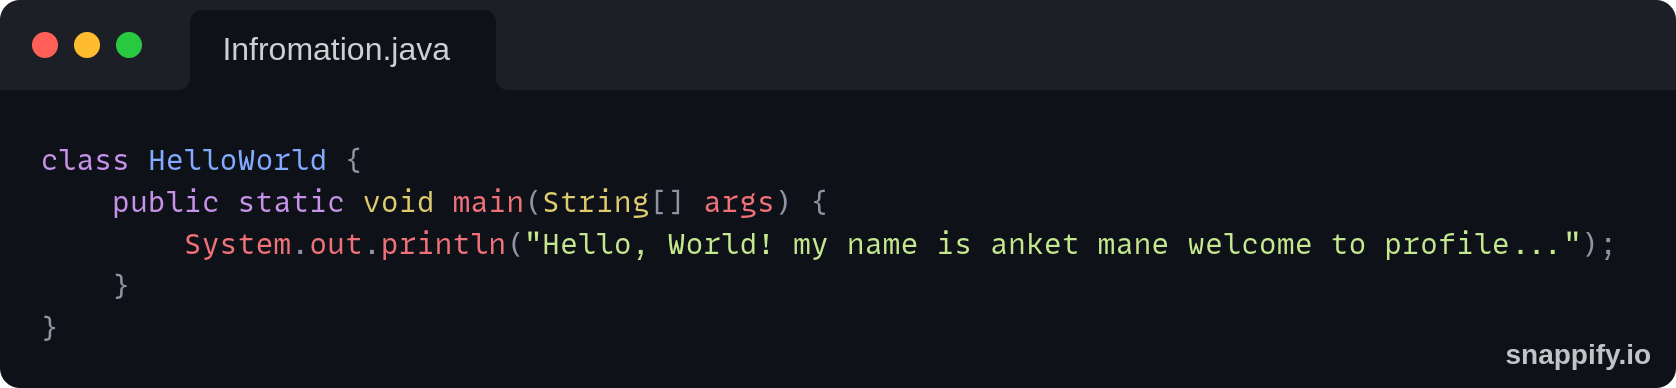 Infromation.java
class HelloWorld {
    public static void main(String[] args) {
        System.out.println("Hello, World! my name is anket mane welcome to profile...");
    }
}
snappify.io